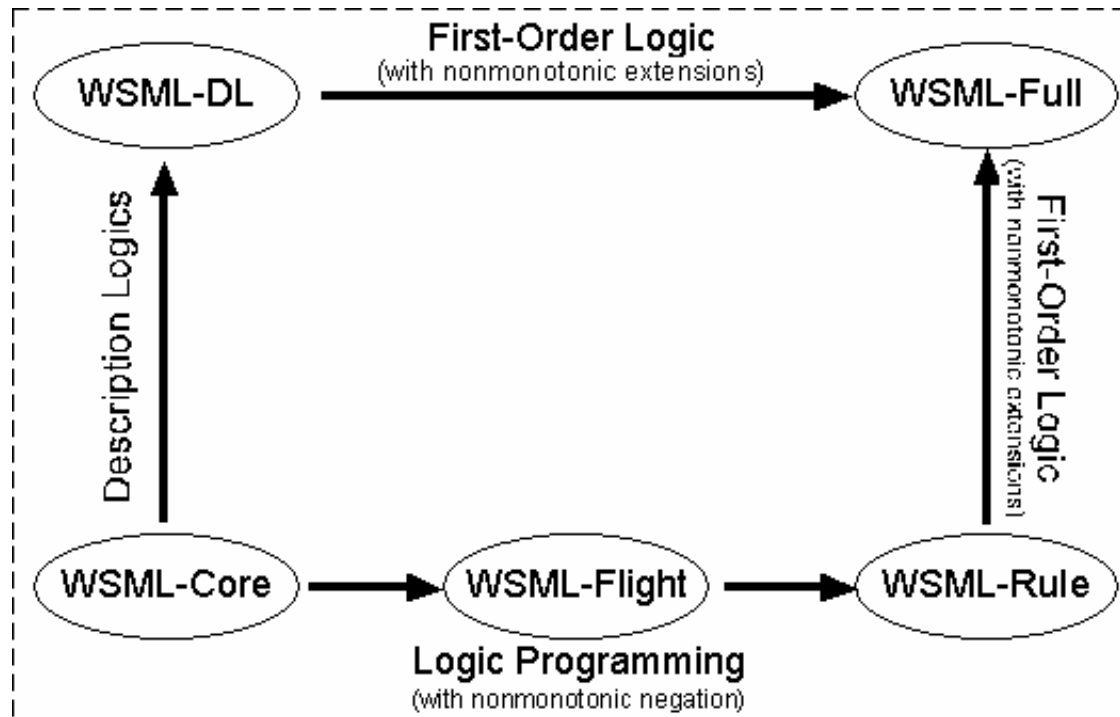 First-Order Logic
(with nonmonotonic extensions)
WSML-DL
WSML-Full
Description Logics
First-Order Logic
(with nonmonotonic extensions)
WSML-Core
WSML-Flight
WSML-Rule
Logic Programming
(with nonmonotonic negation)